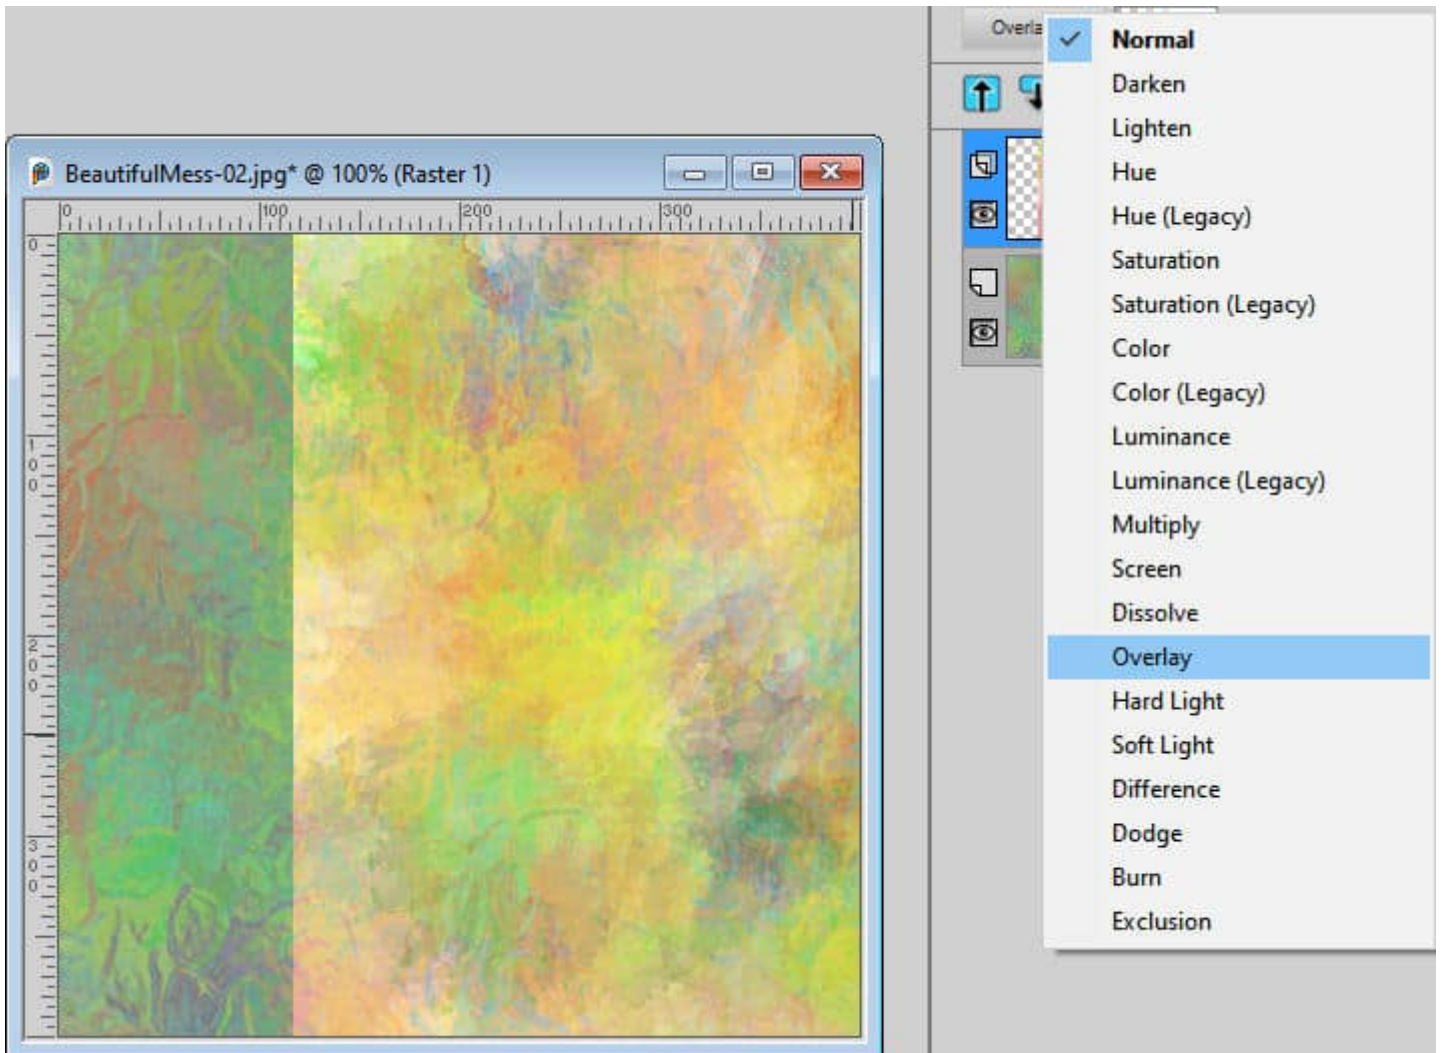 Overla
BeautifulMess-02.jpg* @ 100% (Raster 1)
0 100 200 300
0
100
200
300
Normal
Darken
Lighten
Hue
Hue (Legacy)
Saturation
Saturation (Legacy)
Color
Color (Legacy)
Luminance
Luminance (Legacy)
Multiply
Screen
Dissolve
Overlay
Hard Light
Soft Light
Difference
Dodge
Burn
Exclusion